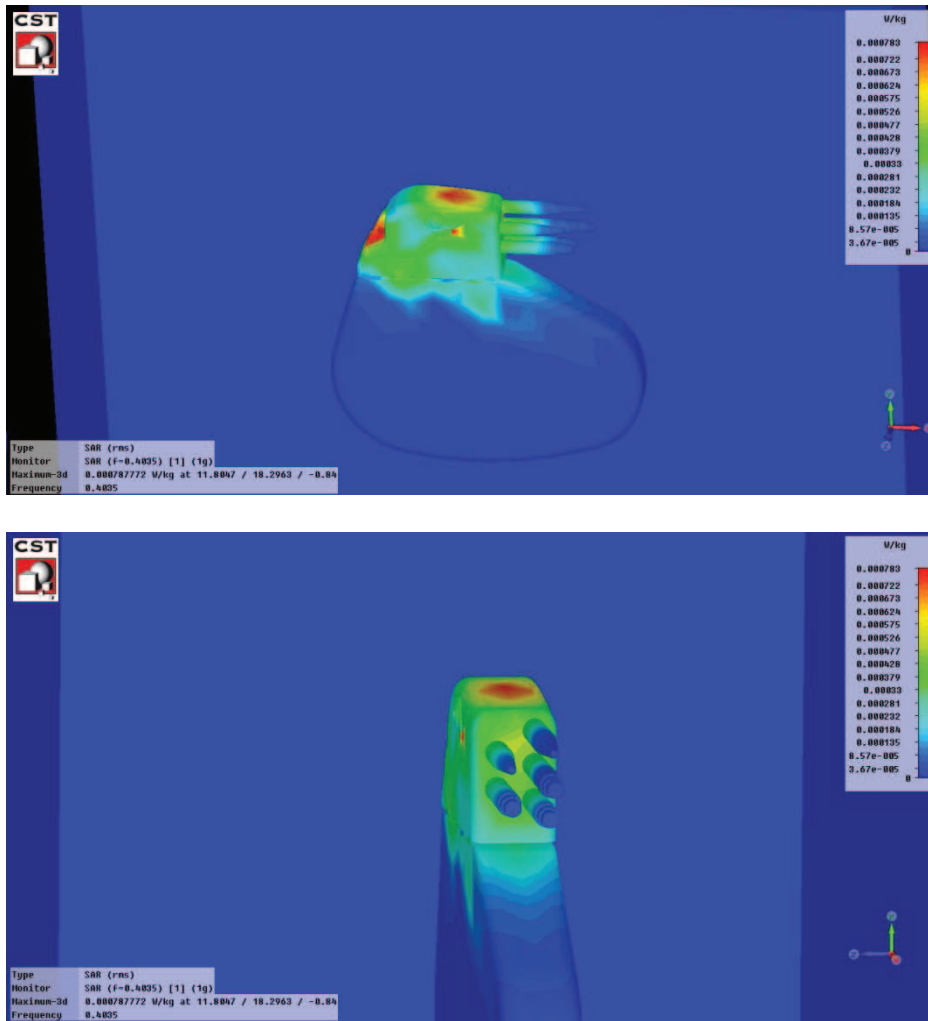 CST
W/kg
0.000783
0.000722
0.000673
0.000624
0.000575
0.000526
0.000477
0.000428
0.000379
0.00033
0.000281
0.000232
0.000184
0.000135
8.57e-005
3.67e-005
0
Type SAR (rms)
Monitor SAR (f=0.4035) [1] (1g)
Maximum-3d 0.000787772 W/kg at 11.8047 / 18.2963 / -0.84
Frequency 0.4035
CST
W/kg
0.000783
0.000722
0.000673
0.000624
0.000575
0.000526
0.000477
0.000428
0.000379
0.00033
0.000281
0.000232
0.000184
0.000135
8.57e-005
3.67e-005
0
Type SAR (rms)
Monitor SAR (f=0.4035) [1] (1g)
Maximum-3d 0.000787772 W/kg at 11.8047 / 18.2963 / -0.84
Frequency 0.4035